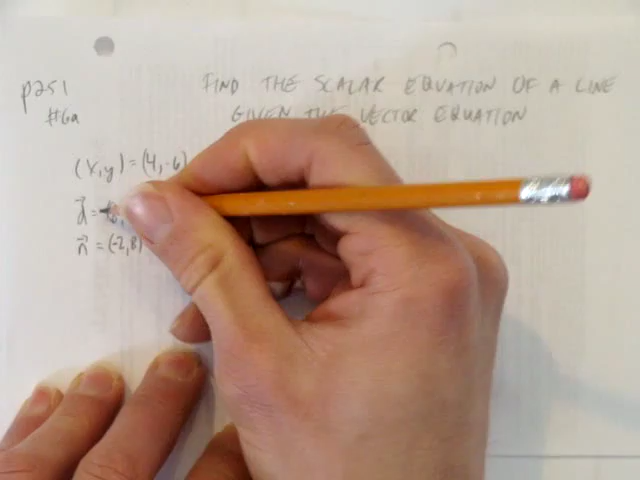 p251 FIND THE SCALAR EQUATION OF A LINE
#6a GIVEN THE VECTOR EQUATION
(x,y) = (4,-6)
d⃗ =
n⃗ = (-2,8)